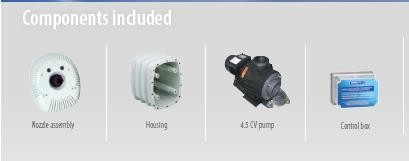 Components included
Nozzle assembly
Housing
4.5 CV pump
Control box